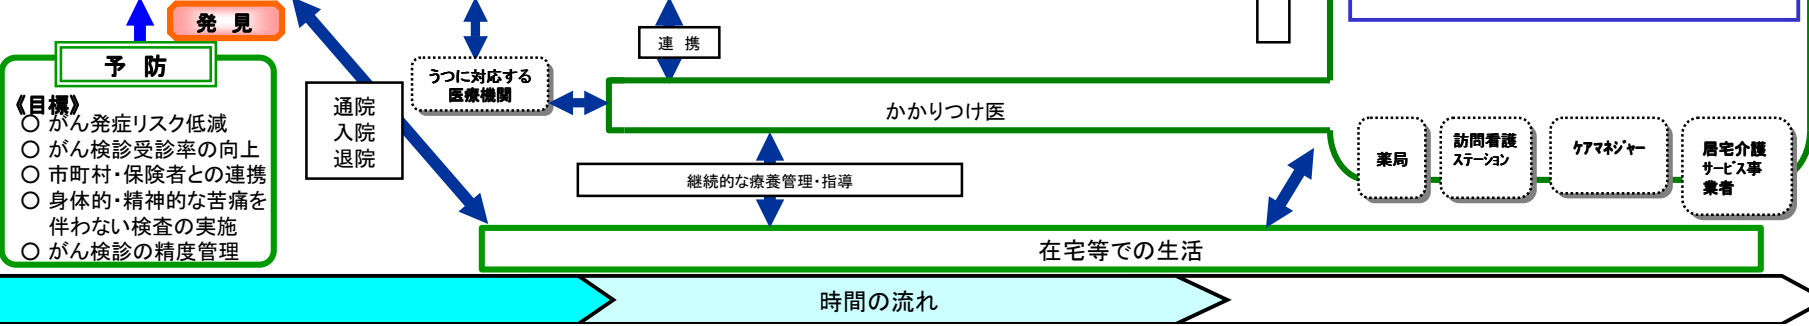 発 見
予 防
《目標》
○ がん発症リスク低減
○ がん検診受診率の向上
○ 市町村・保険者との連携
○ 身体的・精神的な苦痛を
伴わない検査の実施
○ がん検診の精度管理
通院
入院
退院
うつに対応する
医療機関
連 携
かかりつけ医
継続的な療養管理・指導
薬局
訪問看護
ステーション
ケアマネジャー
居宅介護
サービス事
業者
在宅等での生活
時間の流れ